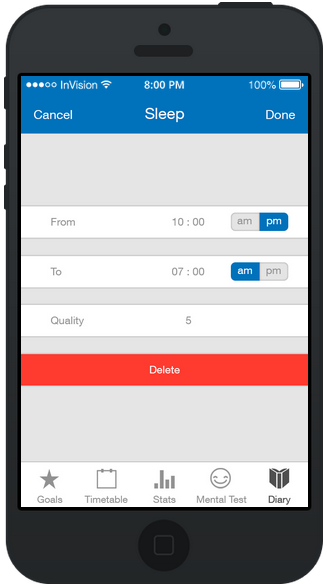 ●●●○○ InVision 8:00 PM 100%
Cancel Sleep Done
From 10 : 00 am pm
To 07 : 00 am pm
Quality 5
Delete
Goals Timetable Stats Mental Test Diary